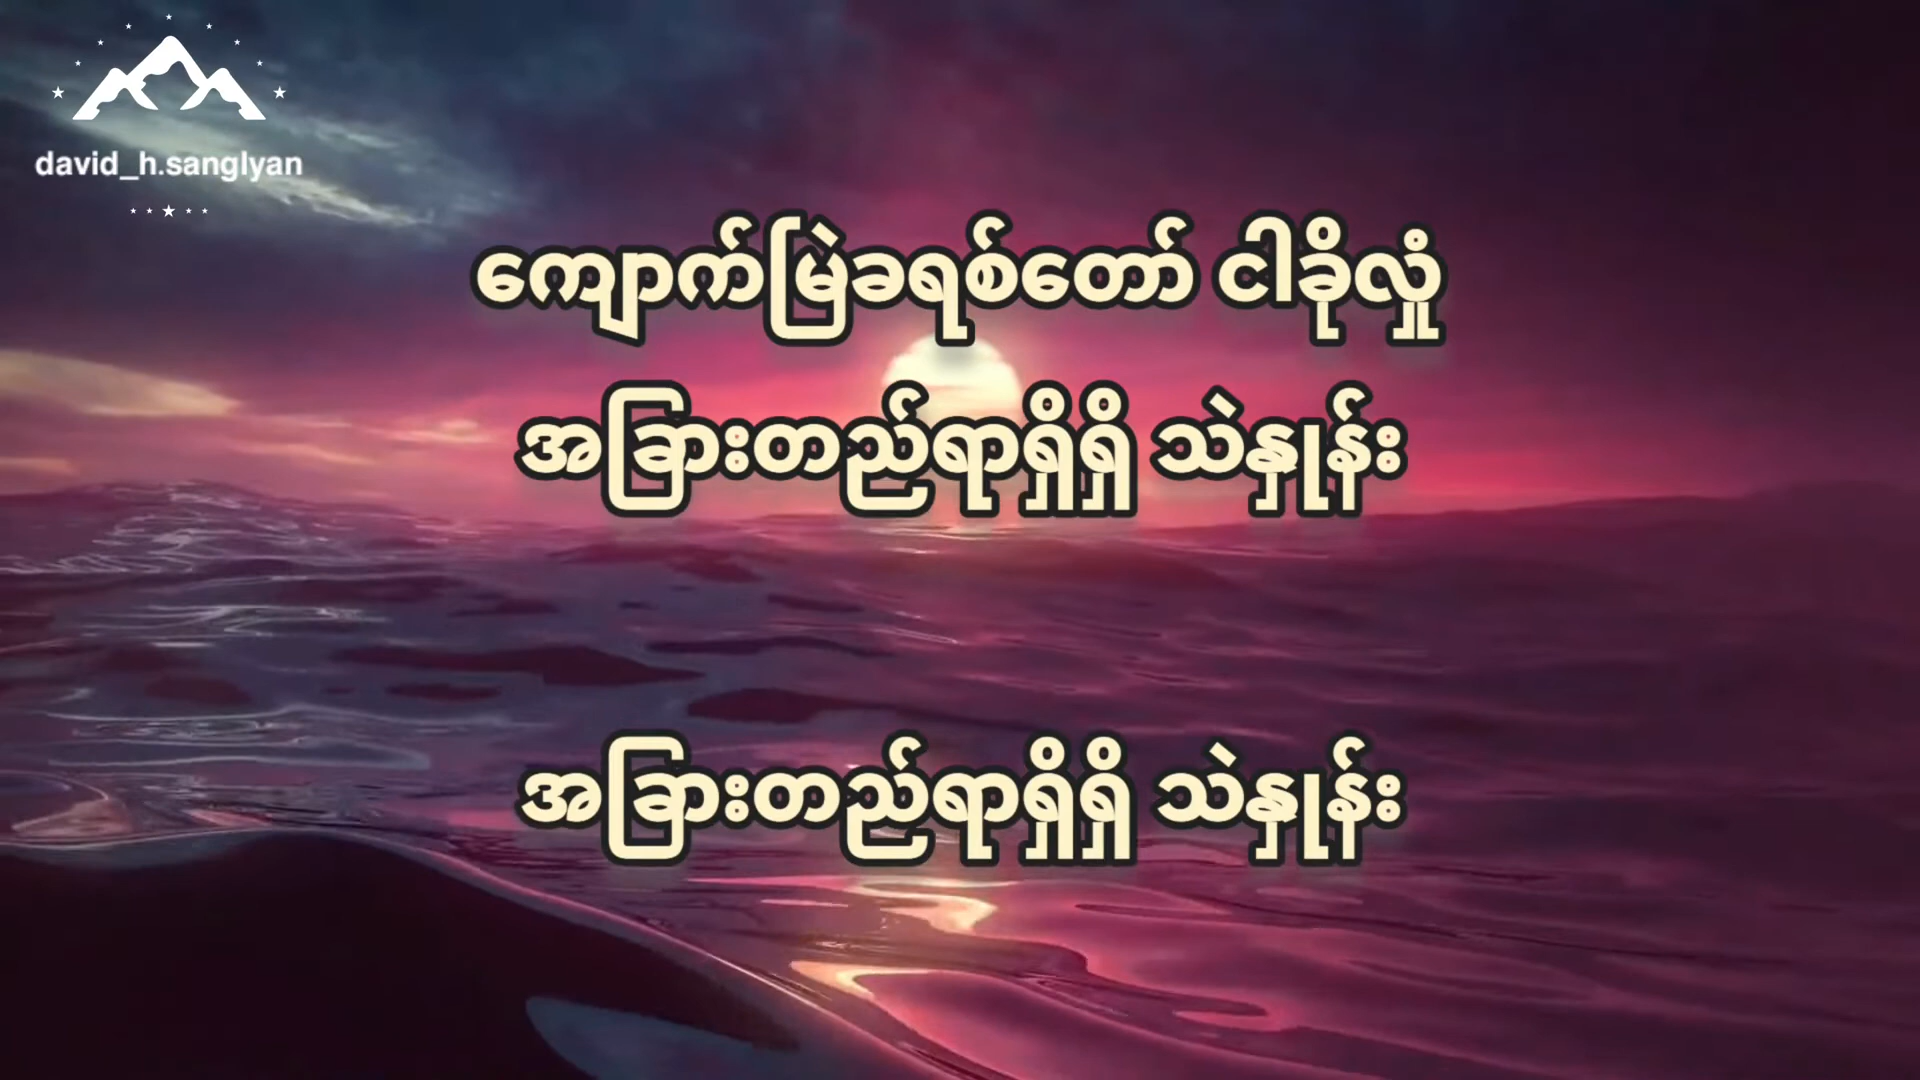 david_h.sanglyan
ကျောက်မြဲခရစ်တော် ငါခိုလှုံ
အခြားတည်ရာရှိရှိ သဲနှုန်း
အခြားတည်ရာရှိရှိ သဲနှုန်း